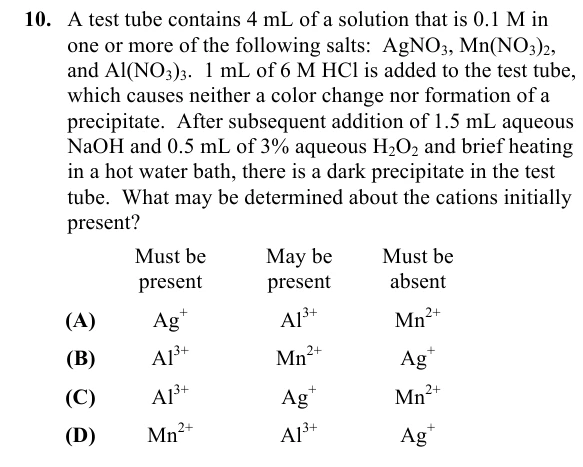 10. A test tube contains 4 mL of a solution that is 0.1 M in
one or more of the following salts: AgNO₃, Mn(NO₃)₂,
and Al(NO₃)₃. 1 mL of 6 M HCl is added to the test tube,
which causes neither a color change nor formation of a
precipitate. After subsequent addition of 1.5 mL aqueous
NaOH and 0.5 mL of 3% aqueous H₂O₂ and brief heating
in a hot water bath, there is a dark precipitate in the test
tube. What may be determined about the cations initially
present?
Must be May be Must be
present present absent
(A) Ag⁺ Al³⁺ Mn²⁺
(B) Al³⁺ Mn²⁺ Ag⁺
(C) Al³⁺ Ag⁺ Mn²⁺
(D) Mn²⁺ Al³⁺ Ag⁺